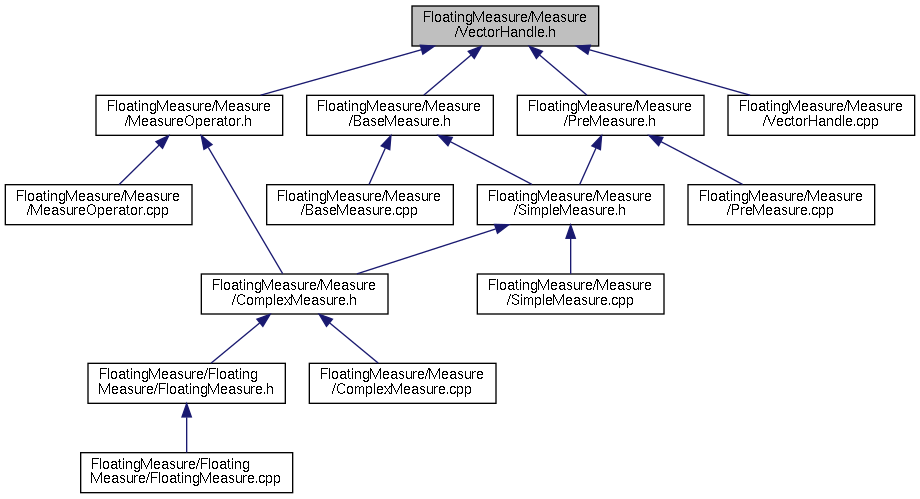 FloatingMeasure/Measure
/VectorHandle.h
FloatingMeasure/Measure
/MeasureOperator.h
FloatingMeasure/Measure
/BaseMeasure.h
FloatingMeasure/Measure
/PreMeasure.h
FloatingMeasure/Measure
/VectorHandle.cpp
FloatingMeasure/Measure
/MeasureOperator.cpp
FloatingMeasure/Measure
/BaseMeasure.cpp
FloatingMeasure/Measure
/SimpleMeasure.h
FloatingMeasure/Measure
/PreMeasure.cpp
FloatingMeasure/Measure
/ComplexMeasure.h
FloatingMeasure/Measure
/SimpleMeasure.cpp
FloatingMeasure/Floating
Measure/FloatingMeasure.h
FloatingMeasure/Measure
/ComplexMeasure.cpp
FloatingMeasure/Floating
Measure/FloatingMeasure.cpp